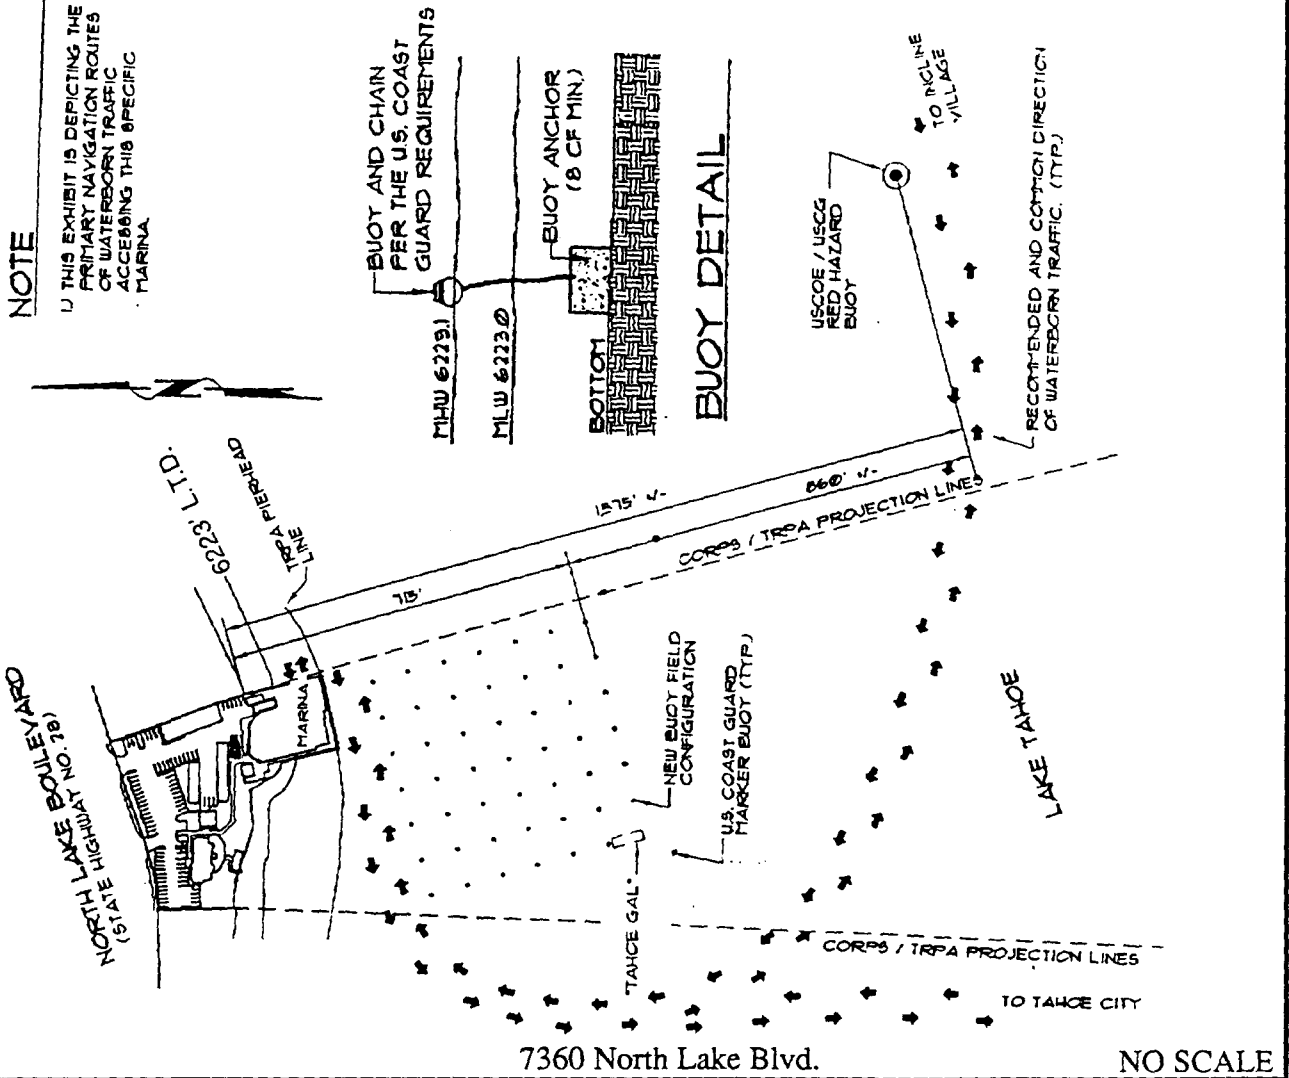 NOTE
1.) THIS EXHIBIT IS DEPICTING THE
PRIMARY NAVIGATION ROUTES
OF WATERBORN TRAFFIC
ACCESSING THIS SPECIFIC
MARINA.
BUOY AND CHAIN
PER THE U.S. COAST
GUARD REQUIREMENTS
MHW 6229.1
MLW 6223.0
BUOY ANCHOR
(8 CF MIN.)
BOTTOM
BUOY DETAIL
TO INCLINE
VILLAGE
USCOE / USCG
RED HAZARD
BUOY
RECOMMENDED AND COMMON DIRECTION
OF WATERBORN TRAFFIC. (TYP.)
6223' L.T.D.
TRPA PIERHEAD
LINE
1575' +/-
860' +/-
715'
CORPS / TRPA PROJECTION LINES
NORTH LAKE BOULEVARD
(STATE HIGHWAY NO. 28)
MARINA
NEW BUOY FIELD
CONFIGURATION
U.S. COAST GUARD
MARKER BUOY (TYP.)
"TAHOE GAL"
LAKE TAHOE
CORPS / TRPA PROJECTION LINES
TO TAHOE CITY
7360 North Lake Blvd.
NO SCALE